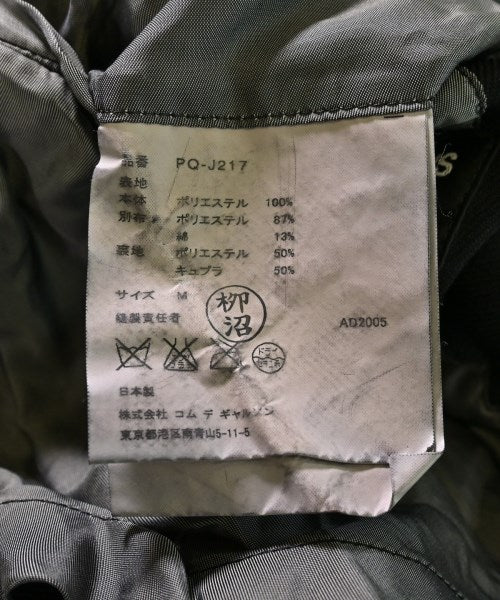 品番 PQ-J217
表地
本体 ポリエステル 100%
別布 ポリエステル 87%
綿 13%
裏地 ポリエステル 50%
キュプラ 50%
サイズ M
縫製責任者
柳沼
AD2005
ドライ
日本製
株式会社 コム デ ギャルソン
東京都港区南青山5-11-5